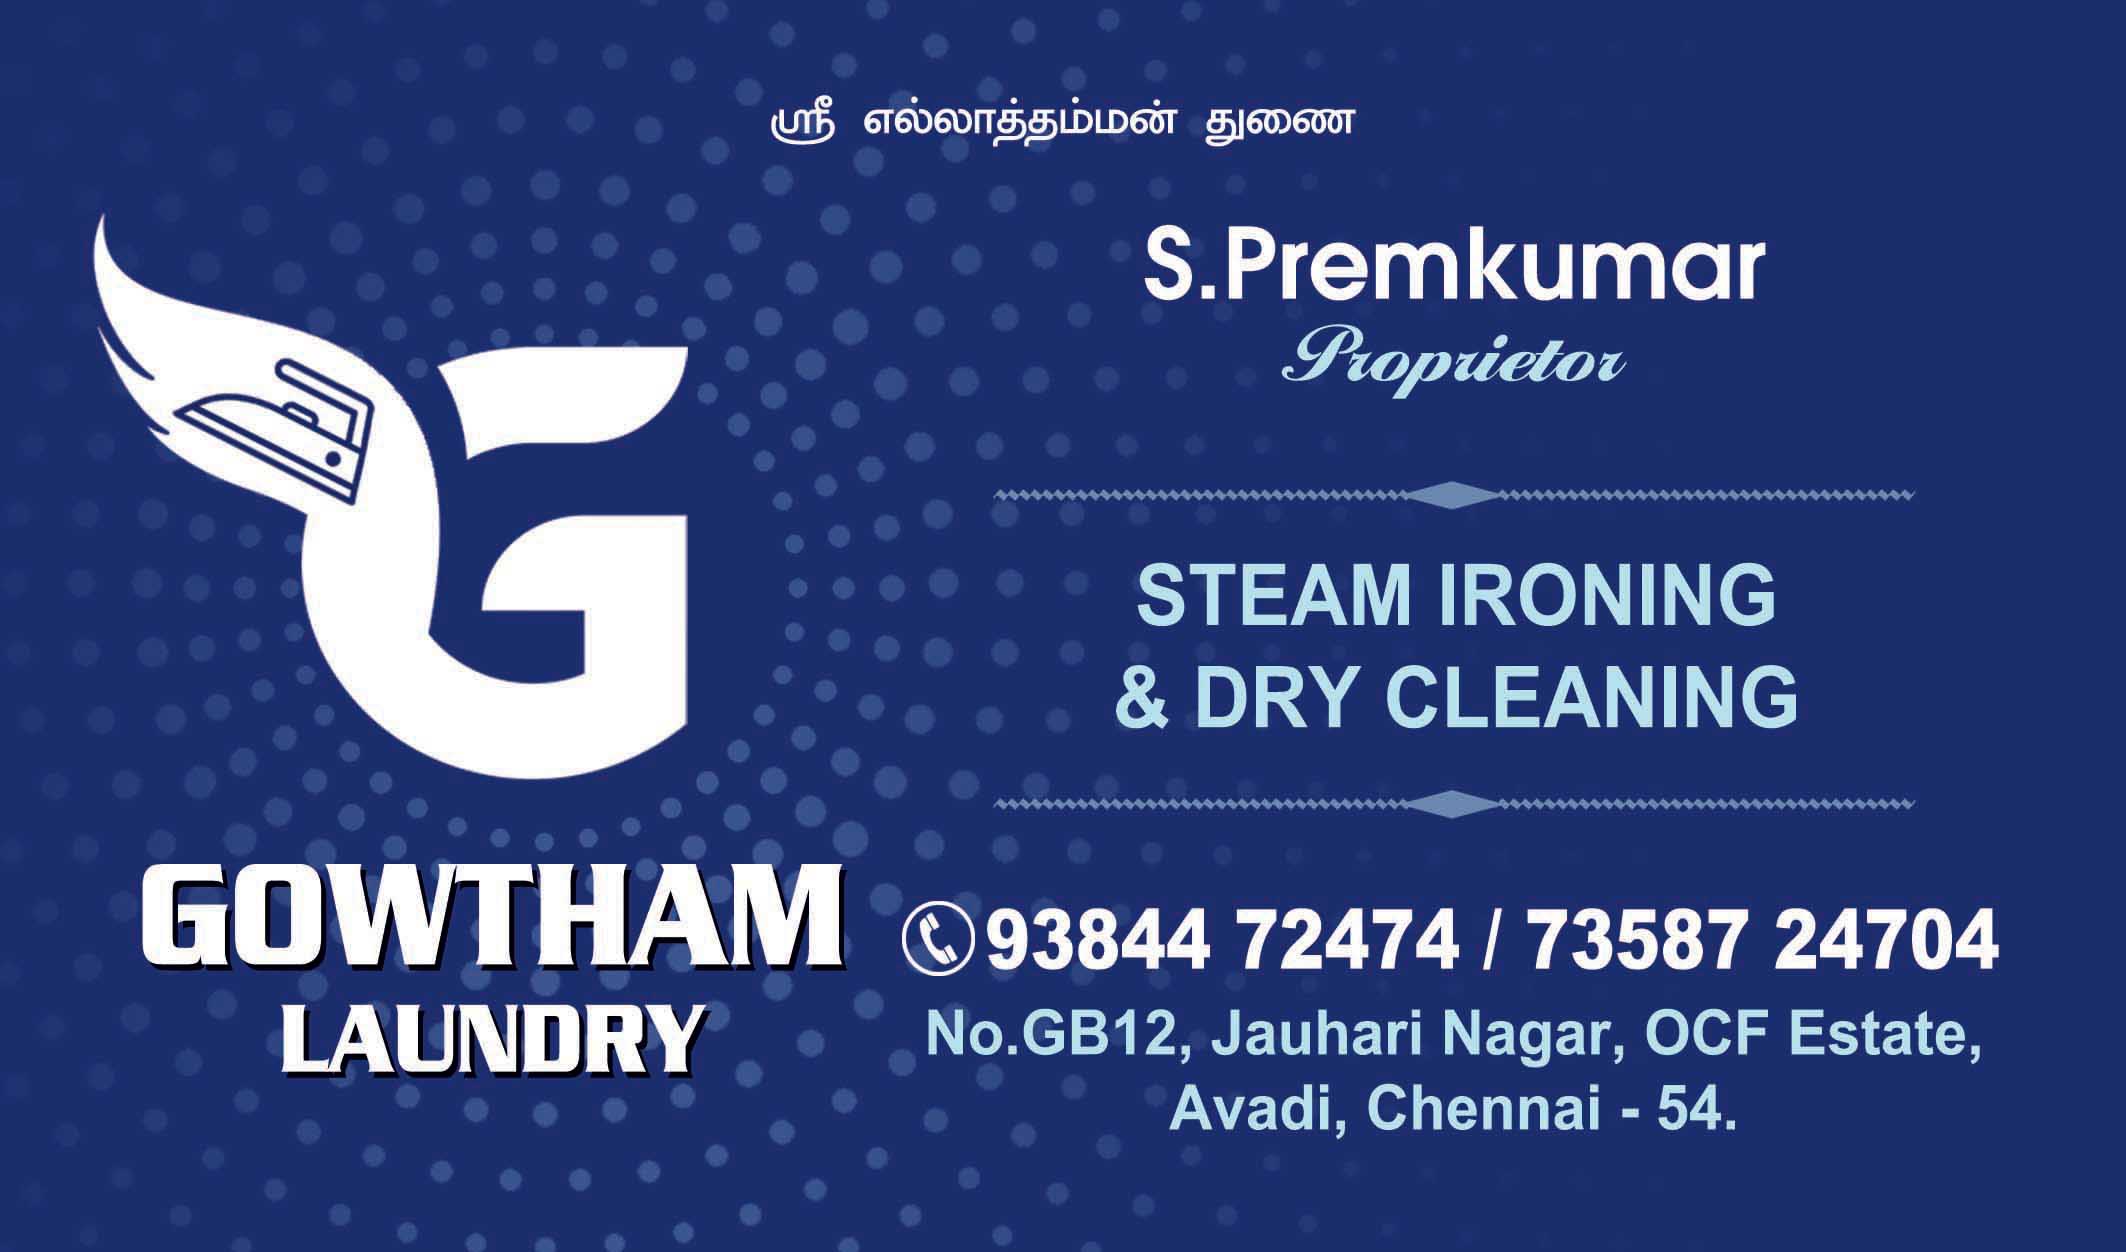 ஸ்ரீ எல்லாத்தம்மன் துணை
S.Premkumar
Proprietor
STEAM IRONING
& DRY CLEANING
GOWTHAM
LAUNDRY
93844 72474 / 73587 24704
No.GB12, Jauhari Nagar, OCF Estate,
Avadi, Chennai - 54.